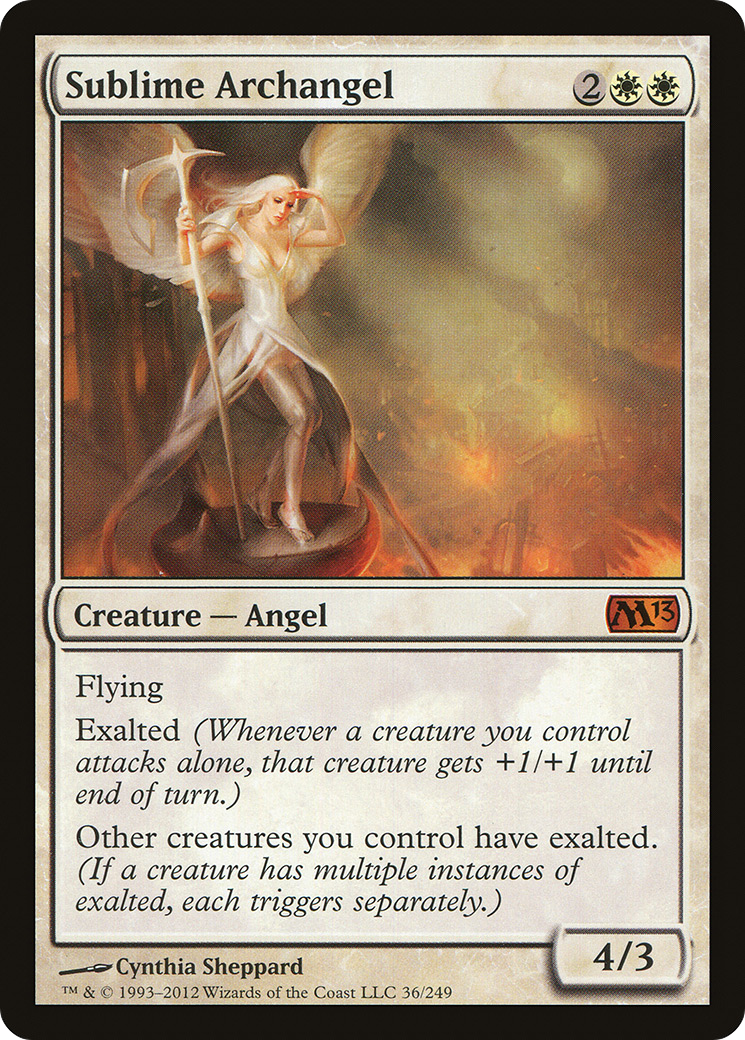 Sublime Archangel 2
Creature — Angel M13
Flying
Exalted (Whenever a creature you control
attacks alone, that creature gets +1/+1 until
end of turn.)
Other creatures you control have exalted.
(If a creature has multiple instances of
exalted, each triggers separately.)
4/3
Cynthia Sheppard
™ & © 1993–2012 Wizards of the Coast LLC 36/249